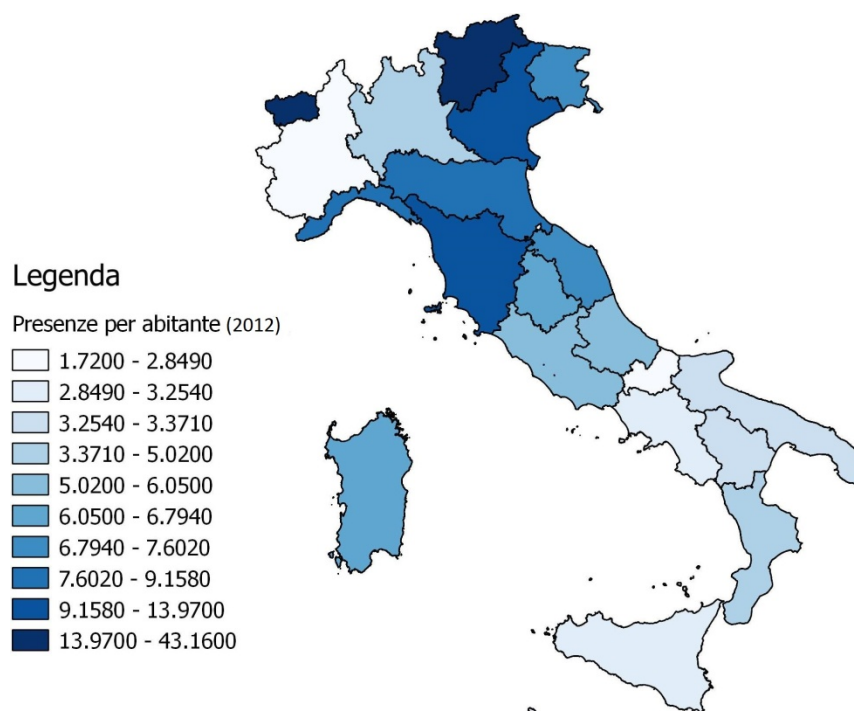 Legenda
Presenze per abitante (2012)
1.7200 - 2.8490
2.8490 - 3.2540
3.2540 - 3.3710
3.3710 - 5.0200
5.0200 - 6.0500
6.0500 - 6.7940
6.7940 - 7.6020
7.6020 - 9.1580
9.1580 - 13.9700
13.9700 - 43.1600